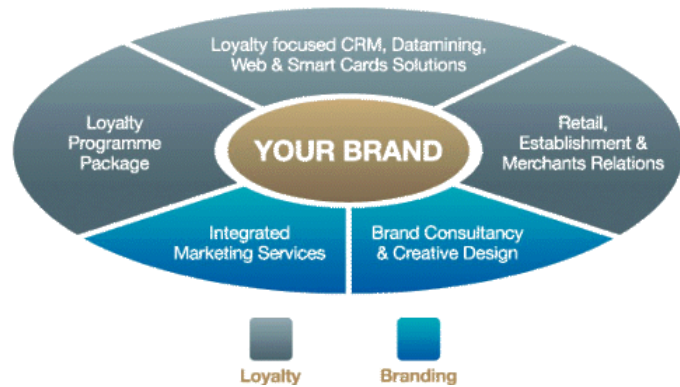 Loyalty focused CRM, Datamining,
Web & Smart Cards Solutions
Loyalty
Programme
Package
YOUR BRAND
Retail,
Establishment &
Merchants Relations
Integrated
Marketing Services
Brand Consultancy
& Creative Design
Loyalty
Branding